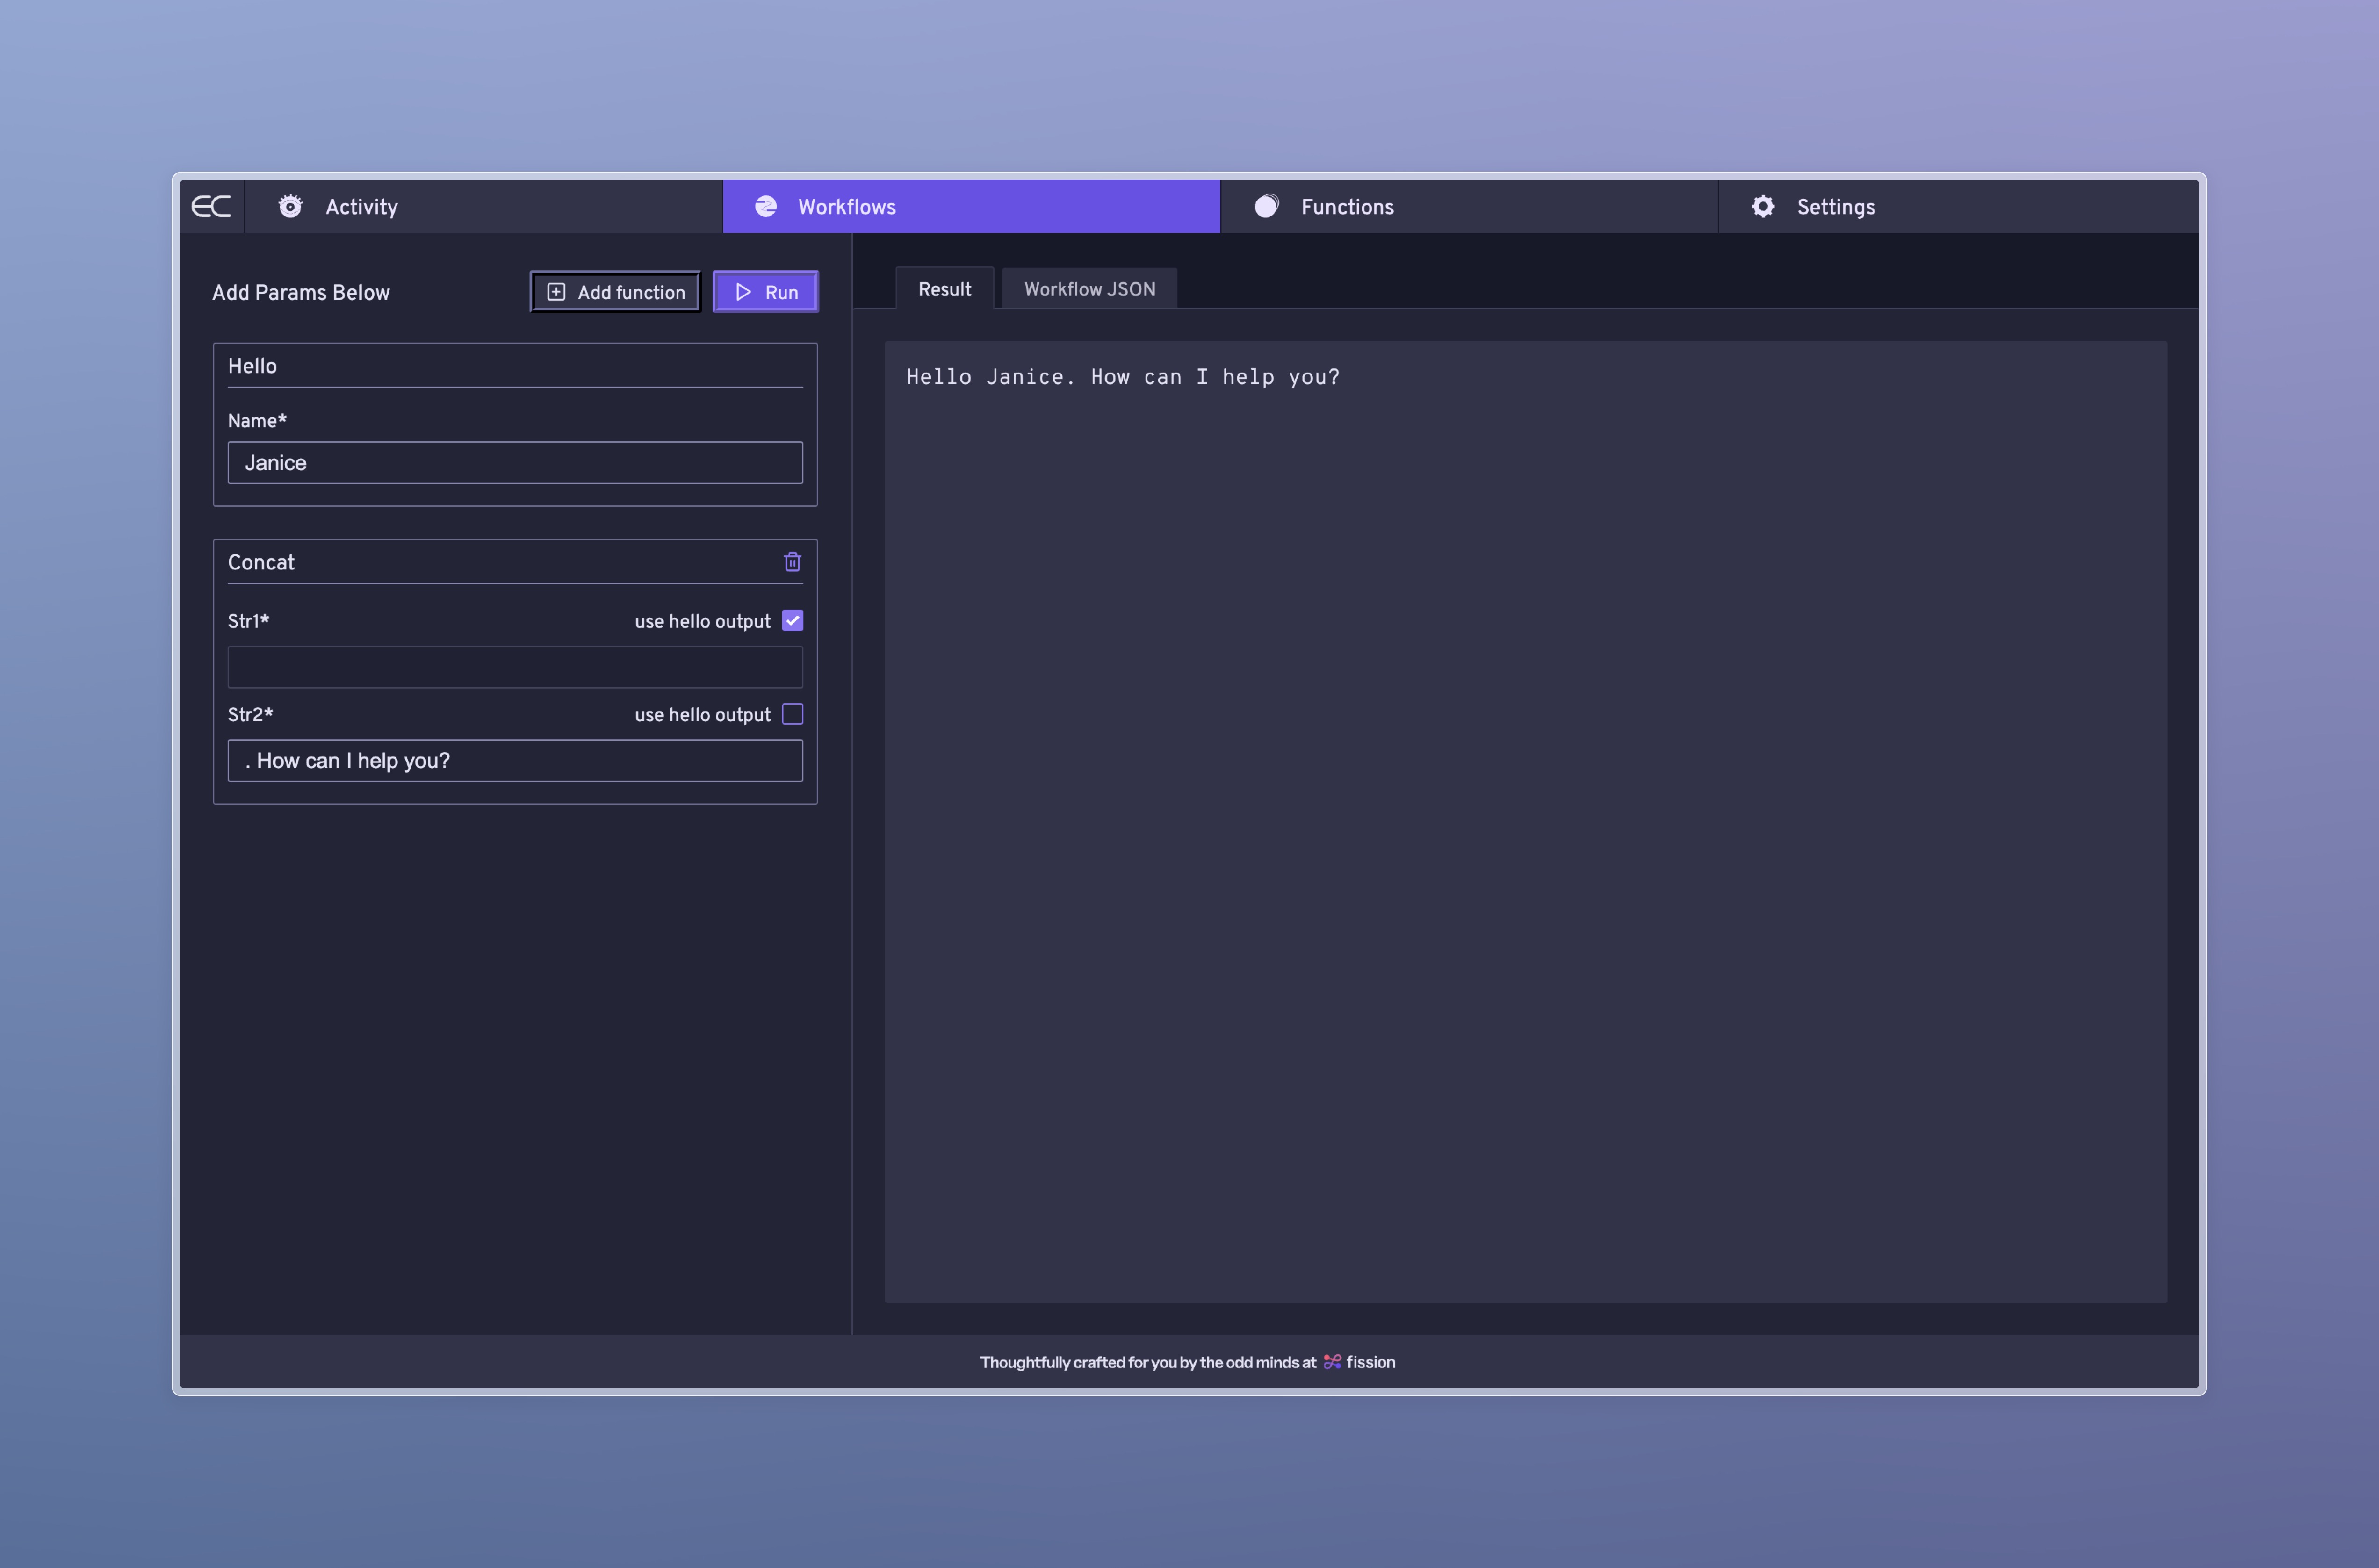 EC
Activity
Workflows
Functions
Settings
Add Params Below
Add function
Run
Hello
Name*
Janice
Concat
Str1*
use hello output
Str2*
use hello output
. How can I help you?
Result
Workflow JSON
Hello Janice. How can I help you?
Thoughtfully crafted for you by the odd minds at fission